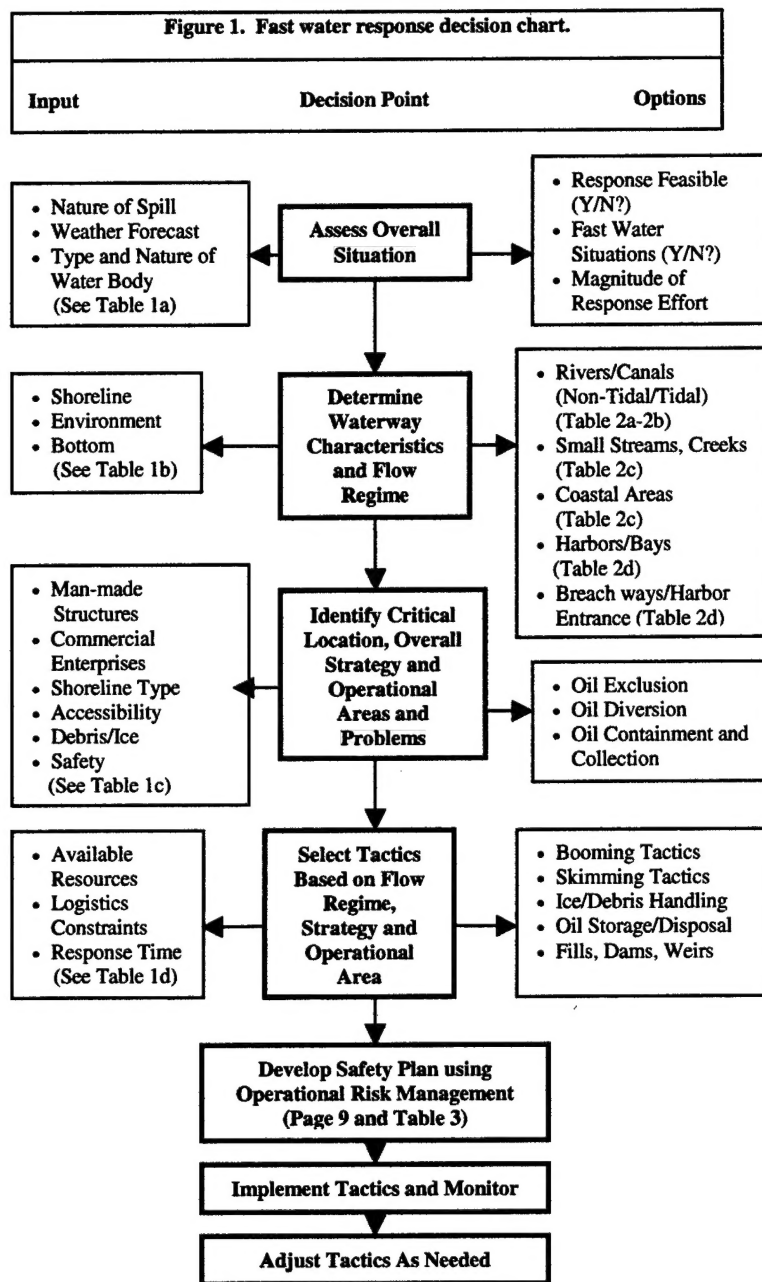 Figure 1. Fast water response decision chart.
Input Decision Point Options
• Nature of Spill
• Weather Forecast
• Type and Nature of
Water Body
(See Table 1a)
Assess Overall
Situation
• Response Feasible
(Y/N?)
• Fast Water
Situations (Y/N?)
• Magnitude of
Response Effort
• Shoreline
• Environment
• Bottom
(See Table 1b)
Determine
Waterway
Characteristics
and Flow
Regime
• Rivers/Canals
(Non-Tidal/Tidal)
(Table 2a-2b)
• Small Streams, Creeks
(Table 2c)
• Coastal Areas
(Table 2c)
• Harbors/Bays
(Table 2d)
• Breach ways/Harbor
Entrance (Table 2d)
• Man-made
Structures
• Commercial
Enterprises
• Shoreline Type
• Accessibility
• Debris/Ice
• Safety
(See Table 1c)
Identify Critical
Location, Overall
Strategy and
Operational
Areas and
Problems
• Oil Exclusion
• Oil Diversion
• Oil Containment and
Collection
• Available
Resources
• Logistics
Constraints
• Response Time
(See Table 1d)
Select Tactics
Based on Flow
Regime,
Strategy and
Operational
Area
• Booming Tactics
• Skimming Tactics
• Ice/Debris Handling
• Oil Storage/Disposal
• Fills, Dams, Weirs
Develop Safety Plan using
Operational Risk Management
(Page 9 and Table 3)
Implement Tactics and Monitor
Adjust Tactics As Needed